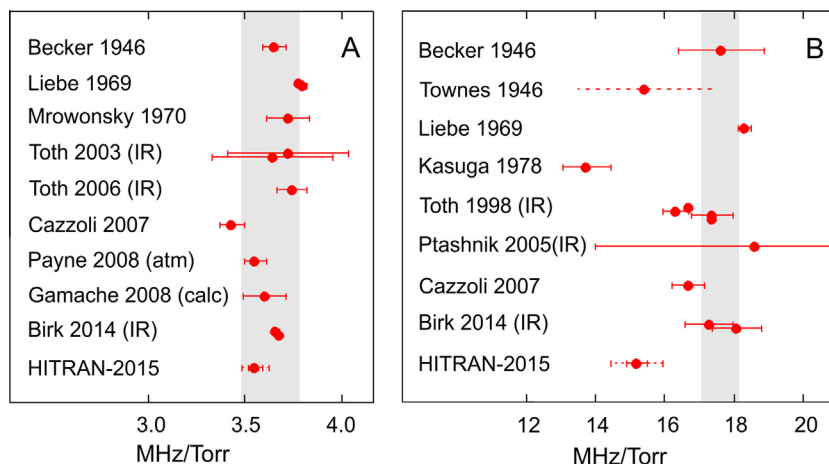 A
Becker 1946
Liebe 1969
Mrowonsky 1970
Toth 2003 (IR)
Toth 2006 (IR)
Cazzoli 2007
Payne 2008 (atm)
Gamache 2008 (calc)
Birk 2014 (IR)
HITRAN-2015
3.0 3.5 4.0
MHz/Torr
B
Becker 1946
Townes 1946
Liebe 1969
Kasuga 1978
Toth 1998 (IR)
Ptashnik 2005(IR)
Cazzoli 2007
Birk 2014 (IR)
HITRAN-2015
12 14 16 18 20
MHz/Torr